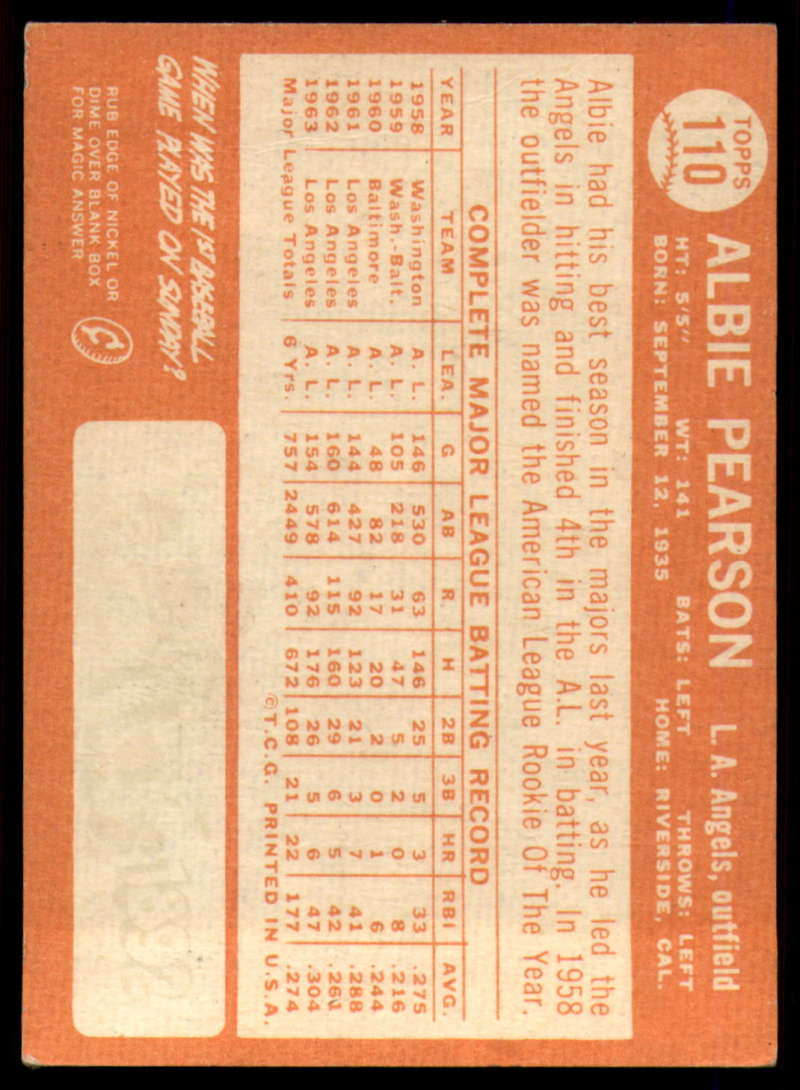 TOPPS
110
ALBIE PEARSON L. A. Angels, outfield
HT: 5'5" WT: 141 BATS: LEFT THROWS: LEFT
BORN: SEPTEMBER 12, 1935 HOME: RIVERSIDE, CAL.
Albie had his best season in the majors last year, as he led the
Angels in hitting and finished 4th in the A.L. in batting. In 1958
the outfielder was named the American League Rookie Of The Year.
COMPLETE MAJOR LEAGUE BATTING RECORD
YEAR TEAM LEA. G AB R H 2B 3B HR RBI AVG.
1958 Washington A. L. 146 530 63 146 25 5 3 33 .275
1959 Wash.-Balt. A. L. 105 218 31 47 5 2 0 8 .216
1960 Baltimore A. L. 48 82 17 20 2 0 1 6 .244
1961 Los Angeles A. L. 144 427 92 123 21 3 7 41 .288
1962 Los Angeles A. L. 160 614 115 160 29 6 5 42 .261
1963 Los Angeles A. L. 154 578 92 176 26 5 6 47 .304
Major League Totals 6 Yrs. 757 2449 410 672 108 21 22 177 .274
©T.C.G. PRINTED IN U.S.A.
WHEN WAS THE 1ST BASEBALL
GAME PLAYED ON SUNDAY?
RUB EDGE OF NICKEL OR
DIME OVER BLANK BOX
FOR MAGIC ANSWER
1892